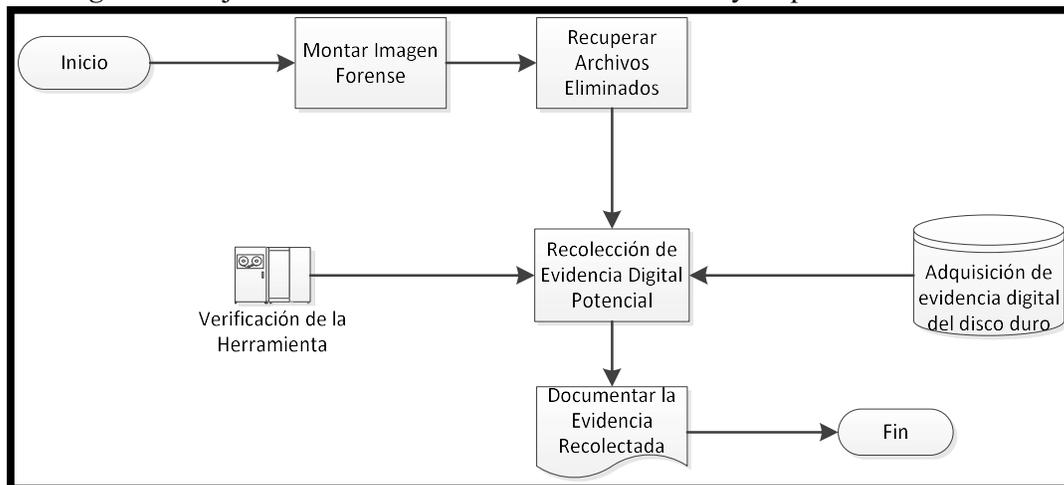 Inicio
Montar Imagen
Forense
Recuperar
Archivos
Eliminados
Verificación de la
Herramienta
Recolección de
Evidencia Digital
Potencial
Adquisición de
evidencia digital
del disco duro
Documentar la
Evidencia
Recolectada
Fin